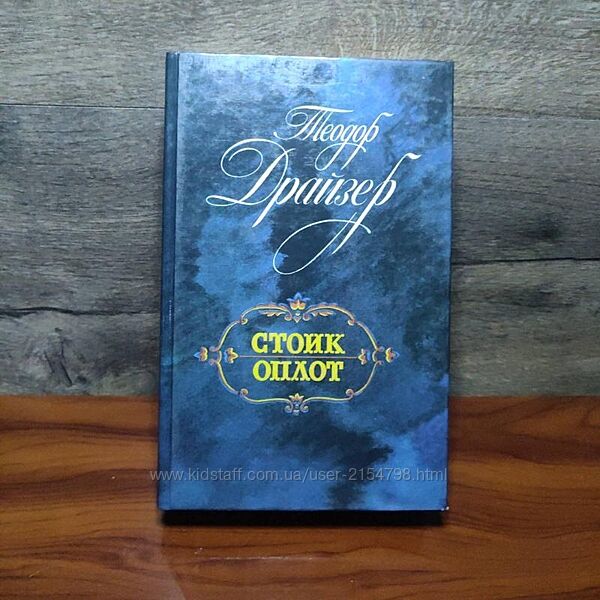 Теодор
Драйзер
СТОИК
ОПЛОТ
www.kidstaff.com.ua/user-2154798.html